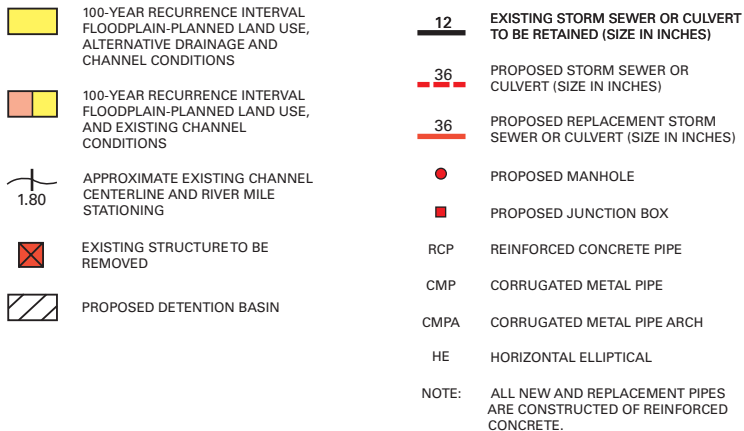 100-YEAR RECURRENCE INTERVAL
FLOODPLAIN-PLANNED LAND USE,
ALTERNATIVE DRAINAGE AND
CHANNEL CONDITIONS
100-YEAR RECURRENCE INTERVAL
FLOODPLAIN-PLANNED LAND USE,
AND EXISTING CHANNEL
CONDITIONS
1.80
APPROXIMATE EXISTING CHANNEL
CENTERLINE AND RIVER MILE
STATIONING
EXISTING STRUCTURE TO BE
REMOVED
PROPOSED DETENTION BASIN
12
EXISTING STORM SEWER OR CULVERT
TO BE RETAINED (SIZE IN INCHES)
36
PROPOSED STORM SEWER OR
CULVERT (SIZE IN INCHES)
36
PROPOSED REPLACEMENT STORM
SEWER OR CULVERT (SIZE IN INCHES)
PROPOSED MANHOLE
PROPOSED JUNCTION BOX
RCP REINFORCED CONCRETE PIPE
CMP CORRUGATED METAL PIPE
CMPA CORRUGATED METAL PIPE ARCH
HE HORIZONTAL ELLIPTICAL
NOTE: ALL NEW AND REPLACEMENT PIPES
ARE CONSTRUCTED OF REINFORCED
CONCRETE.